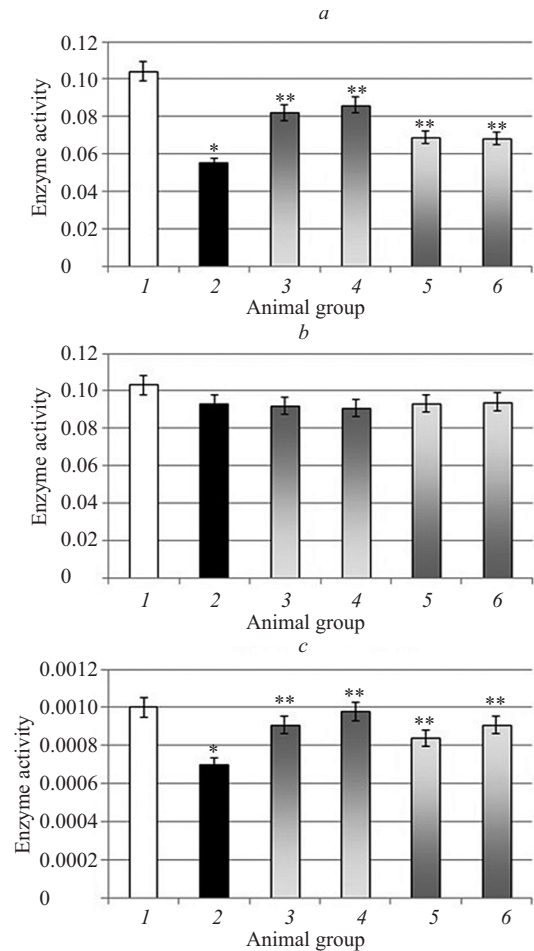 a
Enzyme activity
0.12
0.10
0.08
0.06
0.04
0.02
0
*
**
**
**
**
1 2 3 4 5 6
Animal group
b
Enzyme activity
0.12
0.10
0.08
0.06
0.04
0.02
0
1 2 3 4 5 6
Animal group
c
Enzyme activity
0.0012
0.0010
0.0008
0.0006
0.0004
0.0002
0
*
**
**
**
**
1 2 3 4 5 6
Animal group